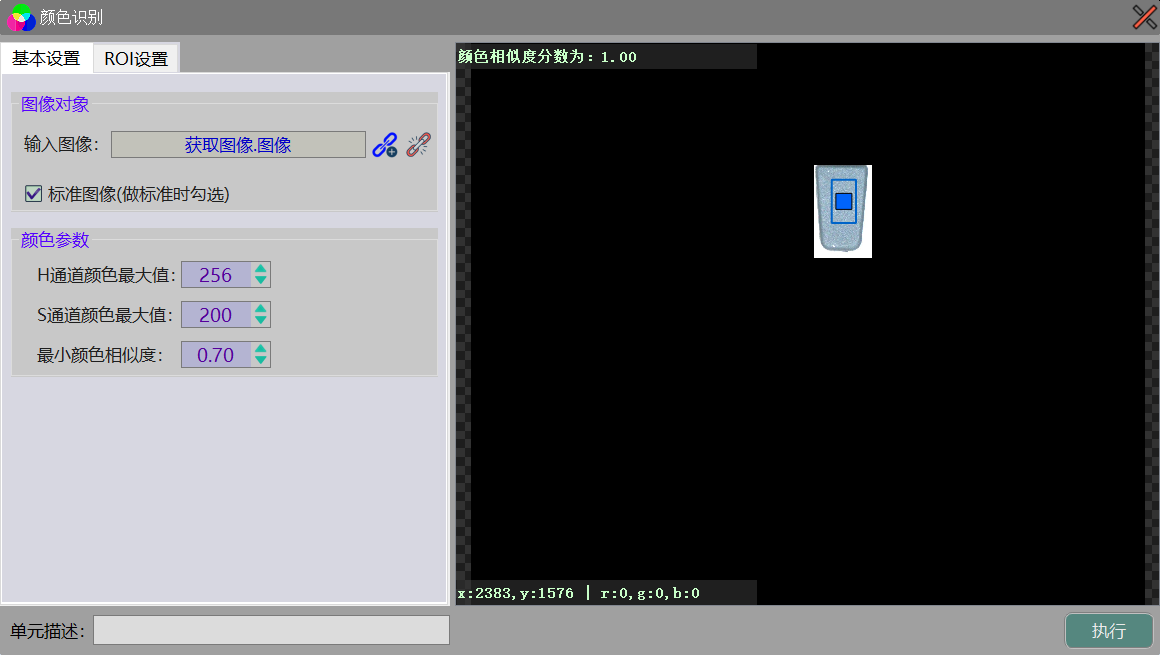 颜色识别
基本设置 ROI设置
图像对象
输入图像: 获取图像.图像
标准图像(做标准时勾选)
颜色参数
H通道颜色最大值: 256
S通道颜色最大值: 200
最小颜色相似度: 0.70
颜色相似度分数为: 1.00
x:2383,y:1576 | r:0,g:0,b:0
单元描述:
执行